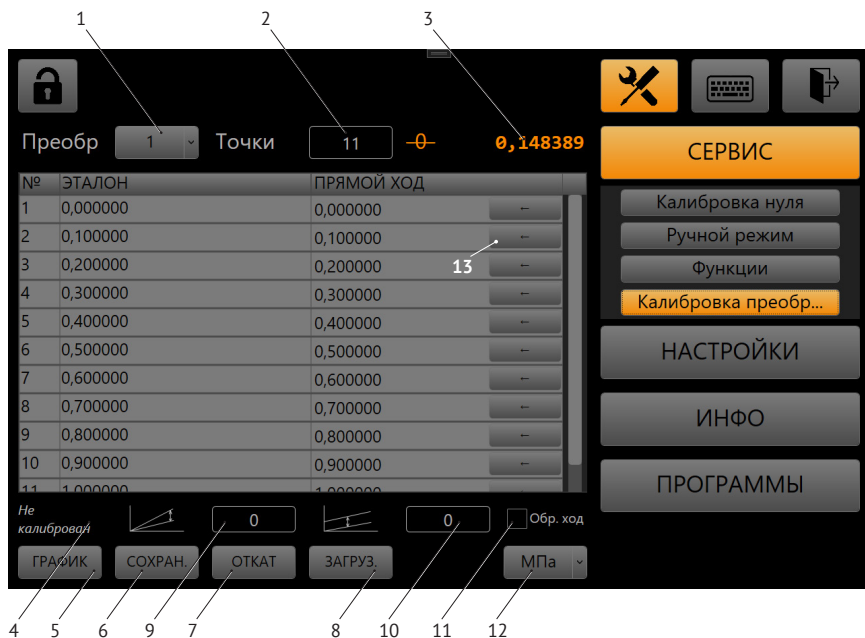 1 2 3
Преобр 1 Точки 11 0 0,148389
№ ЭТАЛОН ПРЯМОЙ ХОД
1 0,000000 0,000000 ←
2 0,100000 0,100000 ←
13
3 0,200000 0,200000 ←
4 0,300000 0,300000 ←
5 0,400000 0,400000 ←
6 0,500000 0,500000 ←
7 0,600000 0,600000 ←
8 0,700000 0,700000 ←
9 0,800000 0,800000 ←
10 0,900000 0,900000 ←
11 1,000000 1,000000 ←
Не
калиброван
0
0
Обр. ход
ГРАФИК СОХРАН. ОТКАТ ЗАГРУЗ. МПа
СЕРВИС
Калибровка нуля
Ручной режим
Функции
Калибровка преобр...
НАСТРОЙКИ
ИНФО
ПРОГРАММЫ
4 5 6 9 7 8 10 11 12